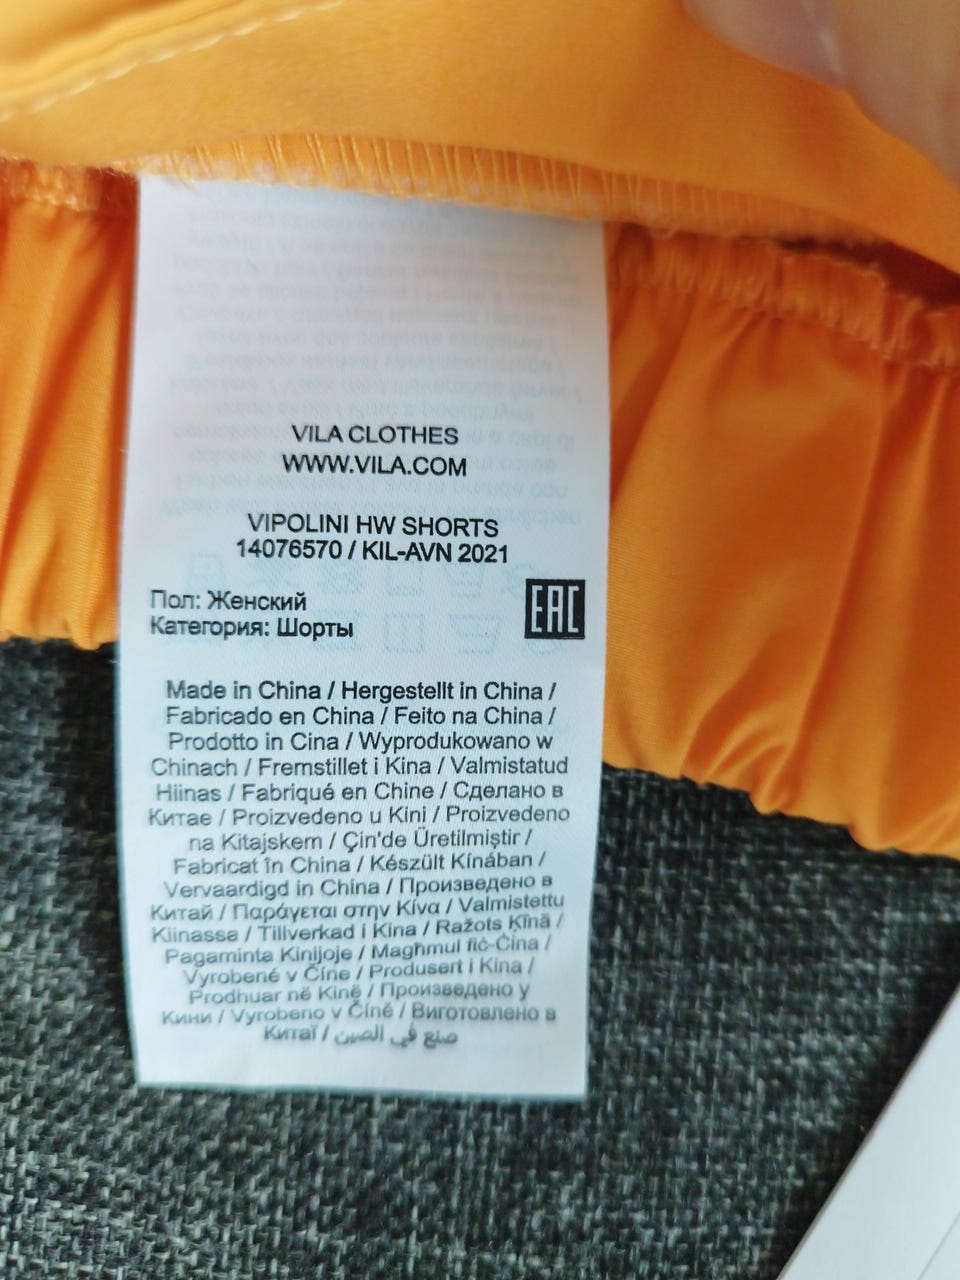 VILA CLOTHES
WWW.VILA.COM
VIPOLINI HW SHORTS
14076570 / KIL-AVN 2021
Пол: Женский
Категория: Шорты
EAC
Made in China / Hergestellt in China /
Fabricado en China / Feito na China /
Prodotto in Cina / Wyprodukowano w
Chinach / Fremstillet i Kina / Valmistatud
Hiinas / Fabriqué en Chine / Сделано в
Китае / Proizvedeno u Kini / Proizvedeno
na Kitajskem / Çin'de Üretilmiştir /
Fabricat în China / Készült Kínában /
Vervaardigd in China / Произведено в
Китай / Παράγεται στην Κίνα / Valmistettu
Kiinassa / Tillverkad i Kina / Ražots Ķīnā /
Pagaminta Kinijoje / Magħmul fiċ-Ċina /
Vyrobené v Číne / Produsert i Kina /
Prodhuar në Kinë / Произведено у
Кини / Vyrobeno v Číně / Виготовлено в
Китаї / صنع في الصين